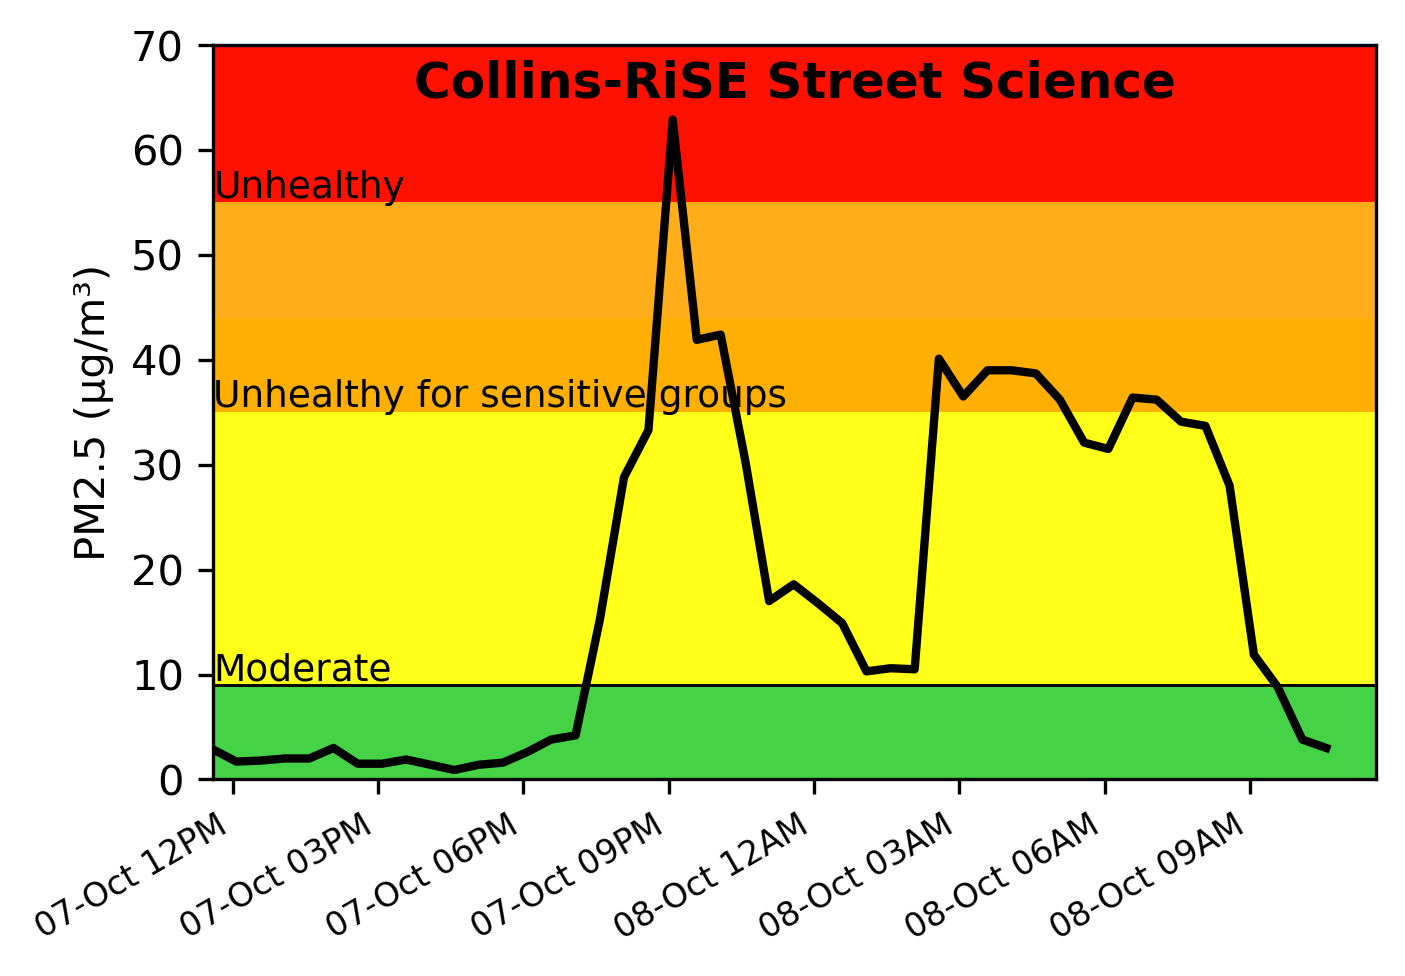 Collins-RiSE Street Science
70
60
Unhealthy
50
PM2.5 (μg/m³)
40
Unhealthy for sensitive groups
30
20
Moderate
10
0
07-Oct 12PM
07-Oct 03PM
07-Oct 06PM
07-Oct 09PM
08-Oct 12AM
08-Oct 03AM
08-Oct 06AM
08-Oct 09AM